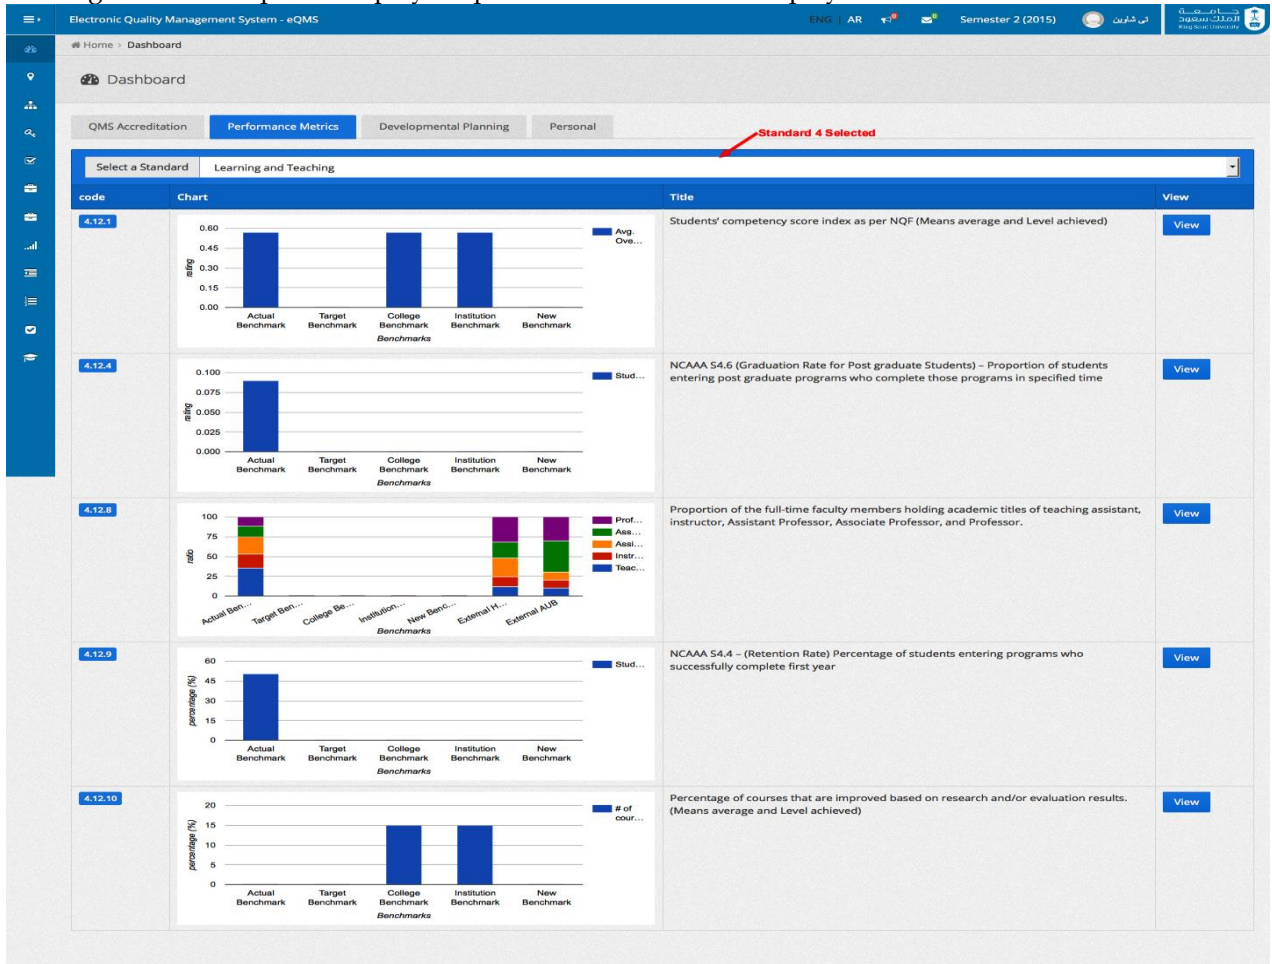 Electronic Quality Management System - eQMS
ENG | AR
Semester 2 (2015)
جــامــعــة
الملك سعود
King Saud University
Home › Dashboard
Dashboard
QMS Accreditation
Performance Metrics
Developmental Planning
Personal
Standard 4 Selected
Select a Standard
Learning and Teaching
code
Chart
Title
View
4.12.1
0.60
0.45
0.30
0.15
0.00
rating
Actual Benchmark
Target Benchmark
College Benchmark
Institution Benchmark
New Benchmark
Benchmarks
Avg.
Ove...
Students' competency score index as per NQF (Means average and Level achieved)
View
4.12.4
0.100
0.075
0.050
0.025
0.000
rating
Actual Benchmark
Target Benchmark
College Benchmark
Institution Benchmark
New Benchmark
Benchmarks
Stud...
NCAAA S4.6 (Graduation Rate for Post graduate Students) – Proportion of students
entering post graduate programs who complete those programs in specified time
View
4.12.8
100
75
50
25
0
ratio
Actual Ben...
Target Ben...
College Be...
Institution...
New Benc...
External H...
External AUB
Benchmarks
Prof...
Ass...
Assi...
Instr...
Teac...
Proportion of the full-time faculty members holding academic titles of teaching assistant,
instructor, Assistant Professor, Associate Professor, and Professor.
View
4.12.9
60
45
30
15
0
percentage (%)
Actual Benchmark
Target Benchmark
College Benchmark
Institution Benchmark
New Benchmark
Benchmarks
Stud...
NCAAA S4.4 – (Retention Rate) Percentage of students entering programs who
successfully complete first year
View
4.12.10
20
15
10
5
0
percentage (%)
Actual Benchmark
Target Benchmark
College Benchmark
Institution Benchmark
New Benchmark
Benchmarks
# of
cour...
Percentage of courses that are improved based on research and/or evaluation results.
(Means average and Level achieved)
View